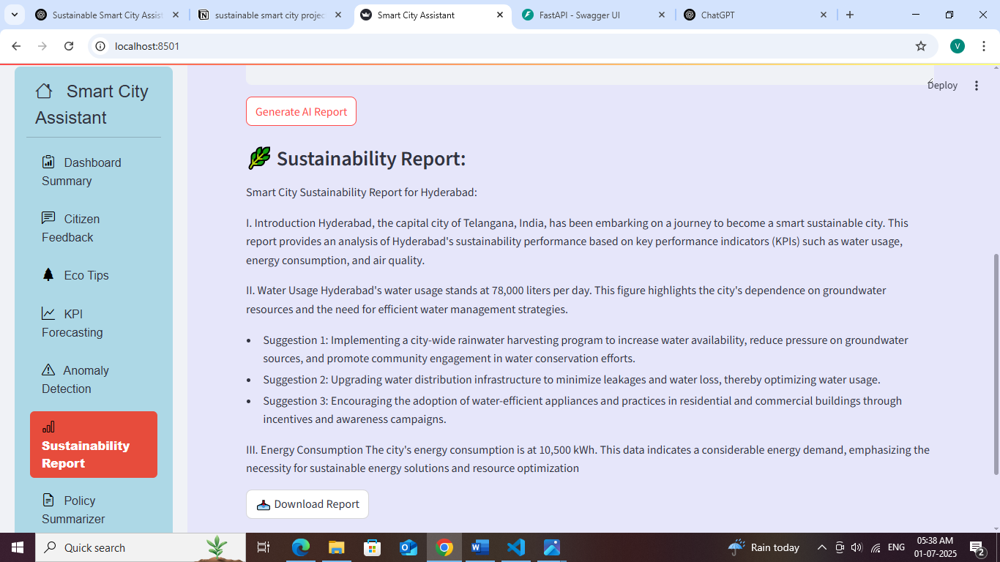 Sustainable Smart City Assis
sustainable smart city projec
Smart City Assistant
FastAPI - Swagger UI
ChatGPT
localhost:8501
V
Smart City
Assistant
Dashboard
Summary
Citizen
Feedback
Eco Tips
KPI
Forecasting
Anomaly
Detection
Sustainability
Report
Policy
Summarizer
Deploy
Generate AI Report
Sustainability Report:
Smart City Sustainability Report for Hyderabad:
I. Introduction Hyderabad, the capital city of Telangana, India, has been embarking on a journey to become a smart sustainable city. This
report provides an analysis of Hyderabad's sustainability performance based on key performance indicators (KPIs) such as water usage,
energy consumption, and air quality.
II. Water Usage Hyderabad's water usage stands at 78,000 liters per day. This figure highlights the city's dependence on groundwater
resources and the need for efficient water management strategies.
• Suggestion 1: Implementing a city-wide rainwater harvesting program to increase water availability, reduce pressure on groundwater
sources, and promote community engagement in water conservation efforts.
• Suggestion 2: Upgrading water distribution infrastructure to minimize leakages and water loss, thereby optimizing water usage.
• Suggestion 3: Encouraging the adoption of water-efficient appliances and practices in residential and commercial buildings through
incentives and awareness campaigns.
III. Energy Consumption The city's energy consumption is at 10,500 kWh. This data indicates a considerable energy demand, emphasizing the
necessity for sustainable energy solutions and resource optimization
Download Report
Quick search
Rain today
ENG
05:38 AM
01-07-2025
2